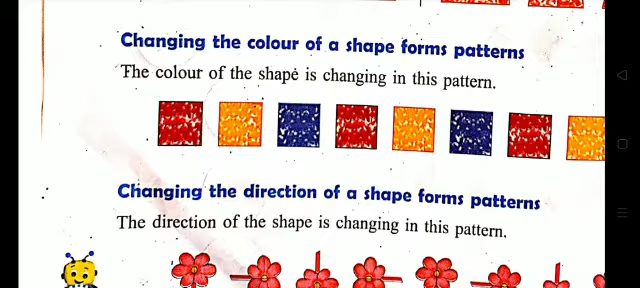 Changing the colour of a shape forms patterns
The colour of the shape is changing in this pattern.
Changing the direction of a shape forms patterns
The direction of the shape is changing in this pattern.